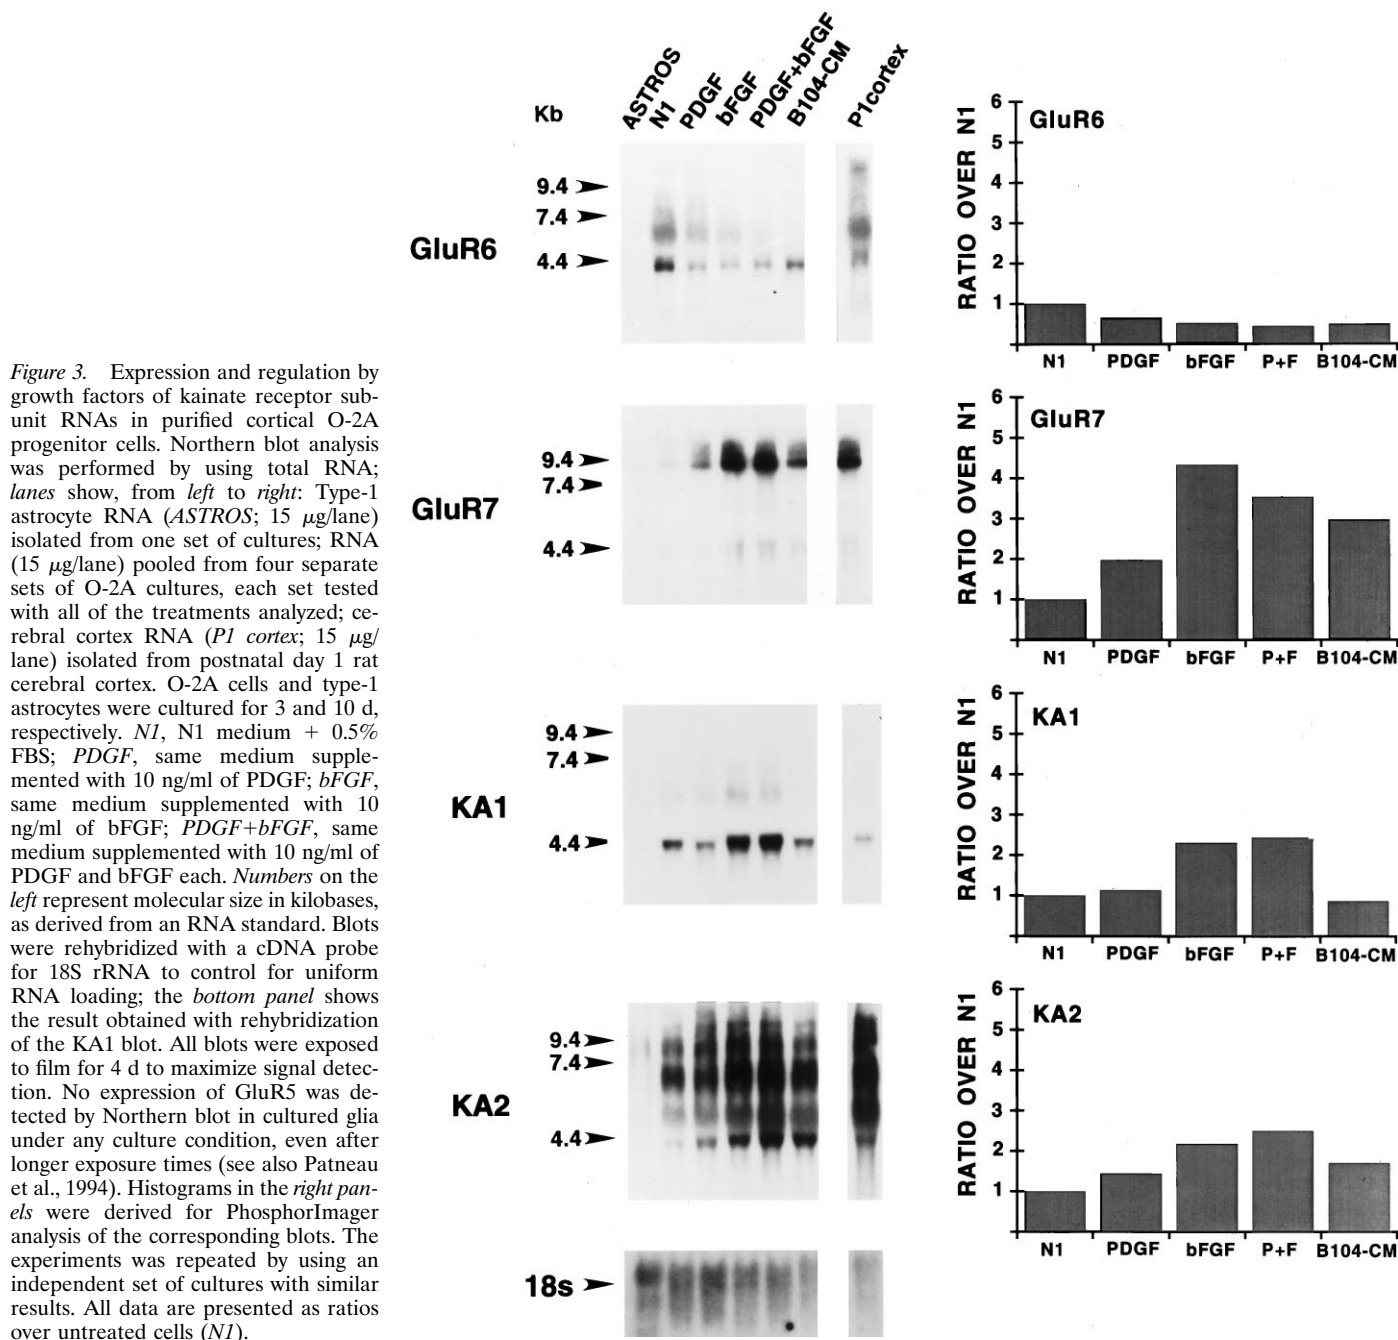 ASTROS
N1
PDGF
bFGF
PDGF+bFGF
B104-CM
P1cortex
Kb
9.4
7.4
4.4
GluR6
RATIO OVER N1
6
5
4
3
2
1
GluR6
N1 PDGF bFGF P+F B104-CM
9.4
7.4
4.4
GluR7
RATIO OVER N1
6
5
4
3
2
1
GluR7
N1 PDGF bFGF P+F B104-CM
9.4
7.4
4.4
KA1
RATIO OVER N1
6
5
4
3
2
1
KA1
N1 PDGF bFGF P+F B104-CM
9.4
7.4
4.4
KA2
RATIO OVER N1
6
5
4
3
2
1
KA2
N1 PDGF bFGF P+F B104-CM
18s
Figure 3. Expression and regulation by
growth factors of kainate receptor sub-
unit RNAs in purified cortical O-2A
progenitor cells. Northern blot analysis
was performed by using total RNA;
lanes show, from left to right: Type-1
astrocyte RNA (ASTROS; 15 μg/lane)
isolated from one set of cultures; RNA
(15 μg/lane) pooled from four separate
sets of O-2A cultures, each set tested
with all of the treatments analyzed; ce-
rebral cortex RNA (P1 cortex; 15 μg/
lane) isolated from postnatal day 1 rat
cerebral cortex. O-2A cells and type-1
astrocytes were cultured for 3 and 10 d,
respectively. N1, N1 medium + 0.5%
FBS; PDGF, same medium supple-
mented with 10 ng/ml of PDGF; bFGF,
same medium supplemented with 10
ng/ml of bFGF; PDGF+bFGF, same
medium supplemented with 10 ng/ml of
PDGF and bFGF each. Numbers on the
left represent molecular size in kilobases,
as derived from an RNA standard. Blots
were rehybridized with a cDNA probe
for 18S rRNA to control for uniform
RNA loading; the bottom panel shows
the result obtained with rehybridization
of the KA1 blot. All blots were exposed
to film for 4 d to maximize signal detec-
tion. No expression of GluR5 was de-
tected by Northern blot in cultured glia
under any culture condition, even after
longer exposure times (see also Patneau
et al., 1994). Histograms in the right pan-
els were derived for PhosphorImager
analysis of the corresponding blots. The
experiments was repeated by using an
independent set of cultures with similar
results. All data are presented as ratios
over untreated cells (N1).